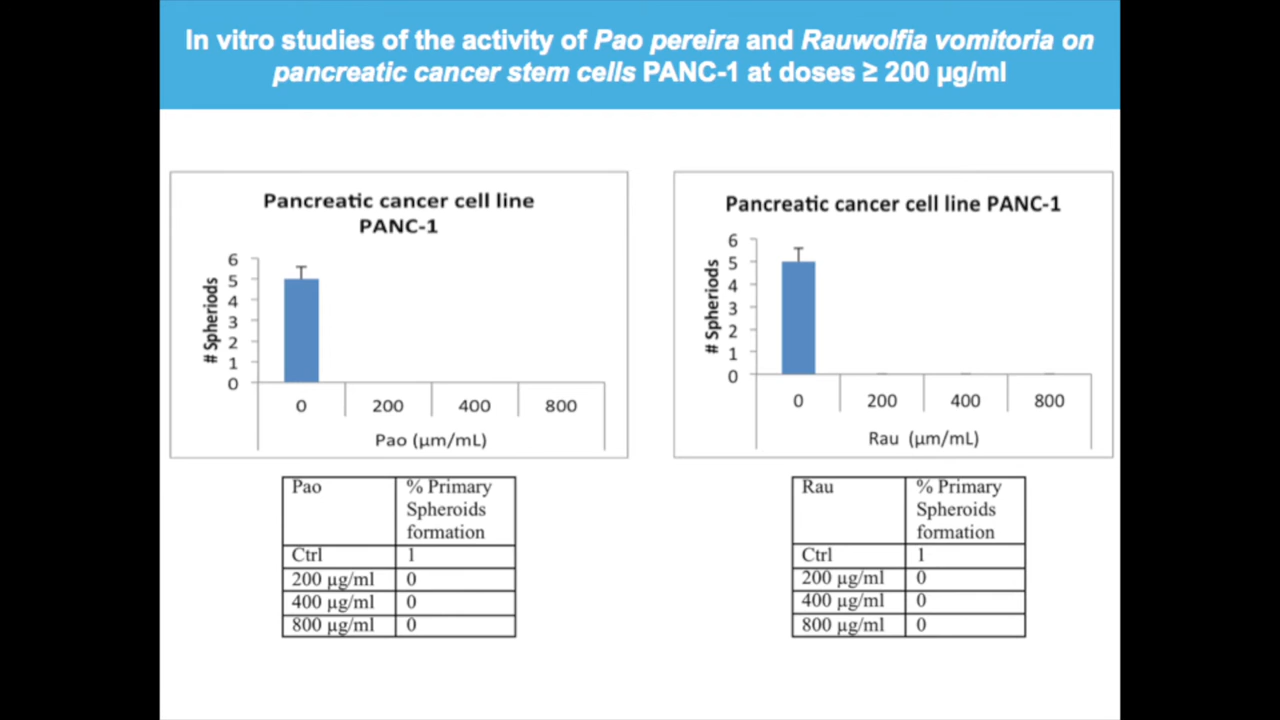 In vitro studies of the activity of Pao pereira and Rauwolfia vomitoria on
pancreatic cancer stem cells PANC-1 at doses ≥ 200 µg/ml
Pancreatic cancer cell line
PANC-1
# Spheriods
6
5
4
3
2
1
0
0 200 400 800
Pao (µm/mL)
Pancreatic cancer cell line PANC-1
# Spheriods
6
5
4
3
2
1
0
0 200 400 800
Rau (µm/mL)
Pao % Primary
Spheroids
formation
Ctrl 1
200 µg/ml 0
400 µg/ml 0
800 µg/ml 0
Rau % Primary
Spheroids
formation
Ctrl 1
200 µg/ml 0
400 µg/ml 0
800 µg/ml 0